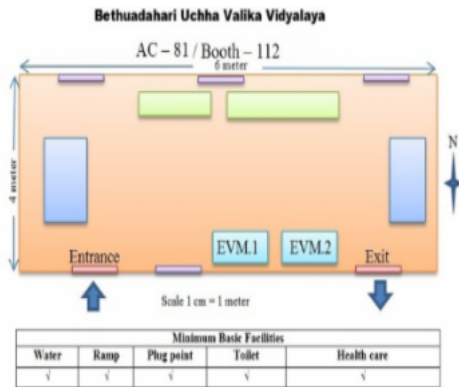 Bethuadahari Uchha Valika Vidyalaya
AC – 81 / Booth – 112
6 meter
4 meter
N
EVM.1 EVM.2
Entrance Exit
Scale 1 cm = 1 meter
Minimum Basic Facilities
Water Ramp Plug point Toilet Health care
√ √ √ √ √